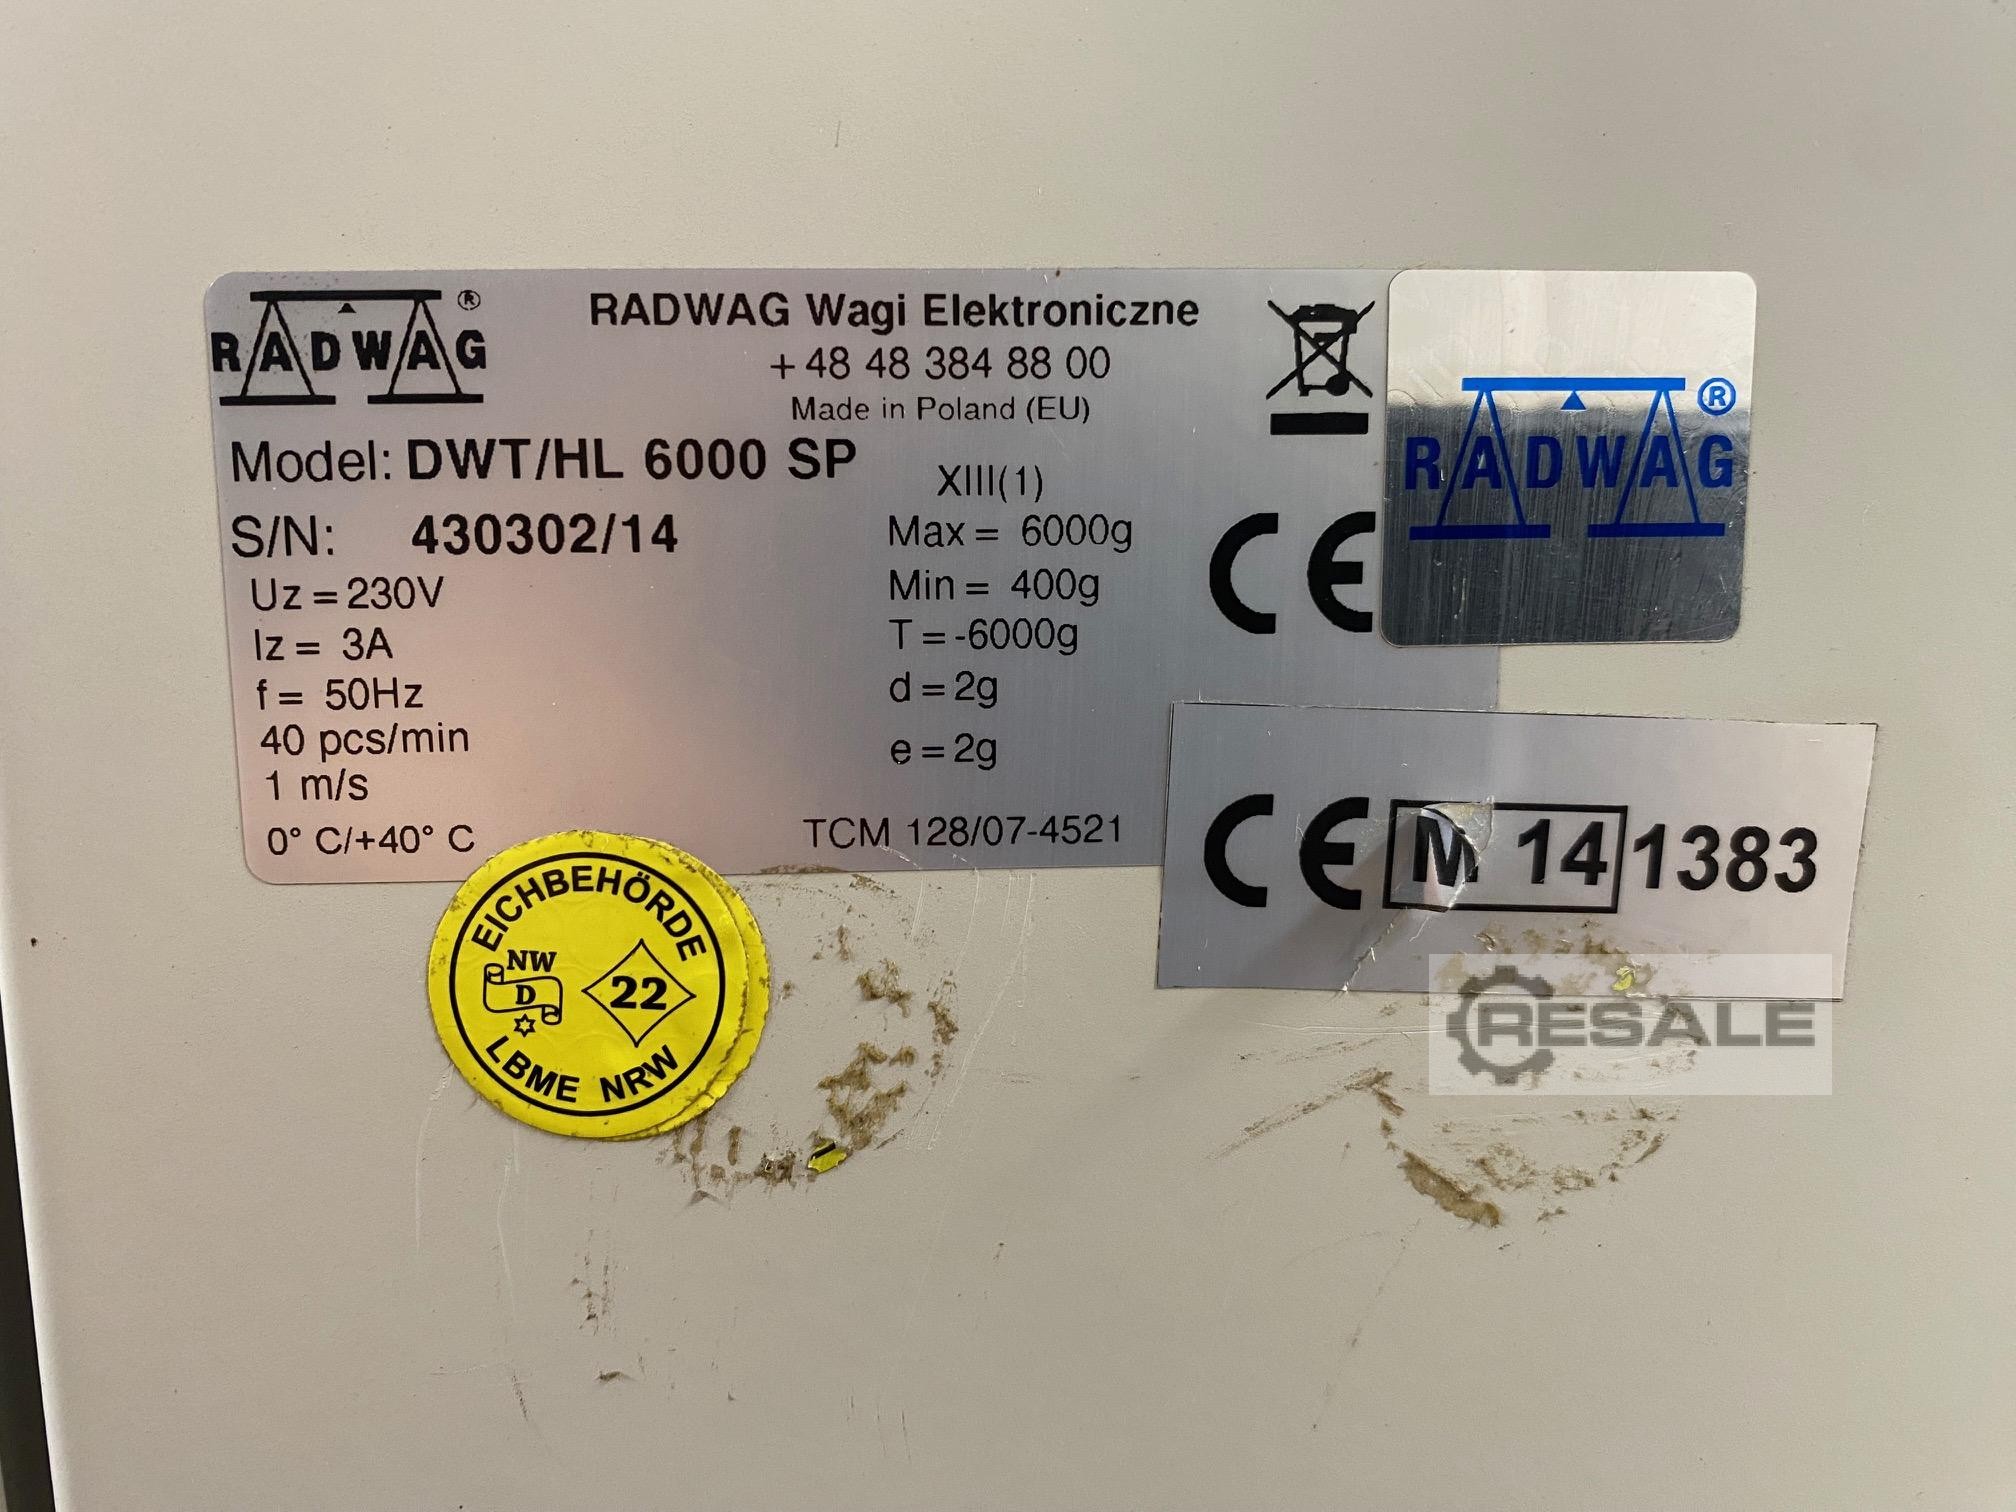 RADWAG ®
RADWAG Wagi Elektroniczne
+ 48 48 384 88 00
Made in Poland (EU)
Model: DWT/HL 6000 SP
S/N: 430302/14
Uz = 230V
Iz = 3A
f = 50Hz
40 pcs/min
1 m/s
0° C/+40° C
XIII(1)
Max = 6000g
Min = 400g
T = -6000g
d = 2g
e = 2g
TCM 128/07-4521
CE
RADWAG ®
CE M 14 1383
EICHBEHÖRDE
NW
D
22
LBME NRW
RESALE